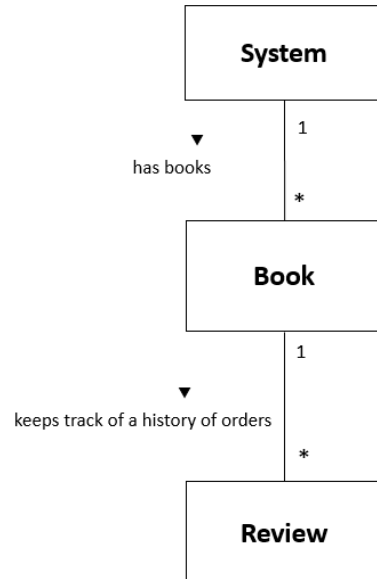 System
1
▼
has books
*
Book
1
▼
keeps track of a history of orders
*
Review